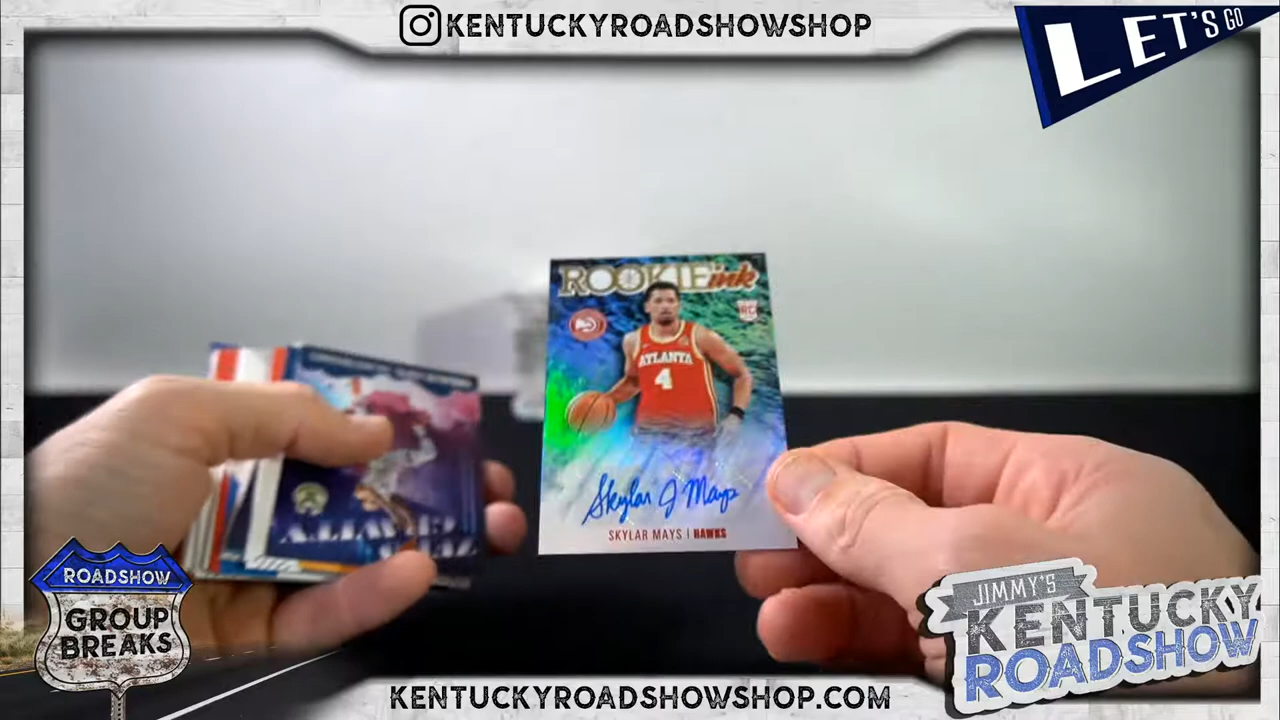 KENTUCKYROADSHOWSHOP
LET'S GO
ROOKIE ink
RC
ATLANTA
4
Skylar J Mays
SKYLAR MAYS | HAWKS
ROADSHOW
GROUP
BREAKS
JIMMY'S
KENTUCKY
ROADSHOW
KENTUCKYROADSHOWSHOP.COM